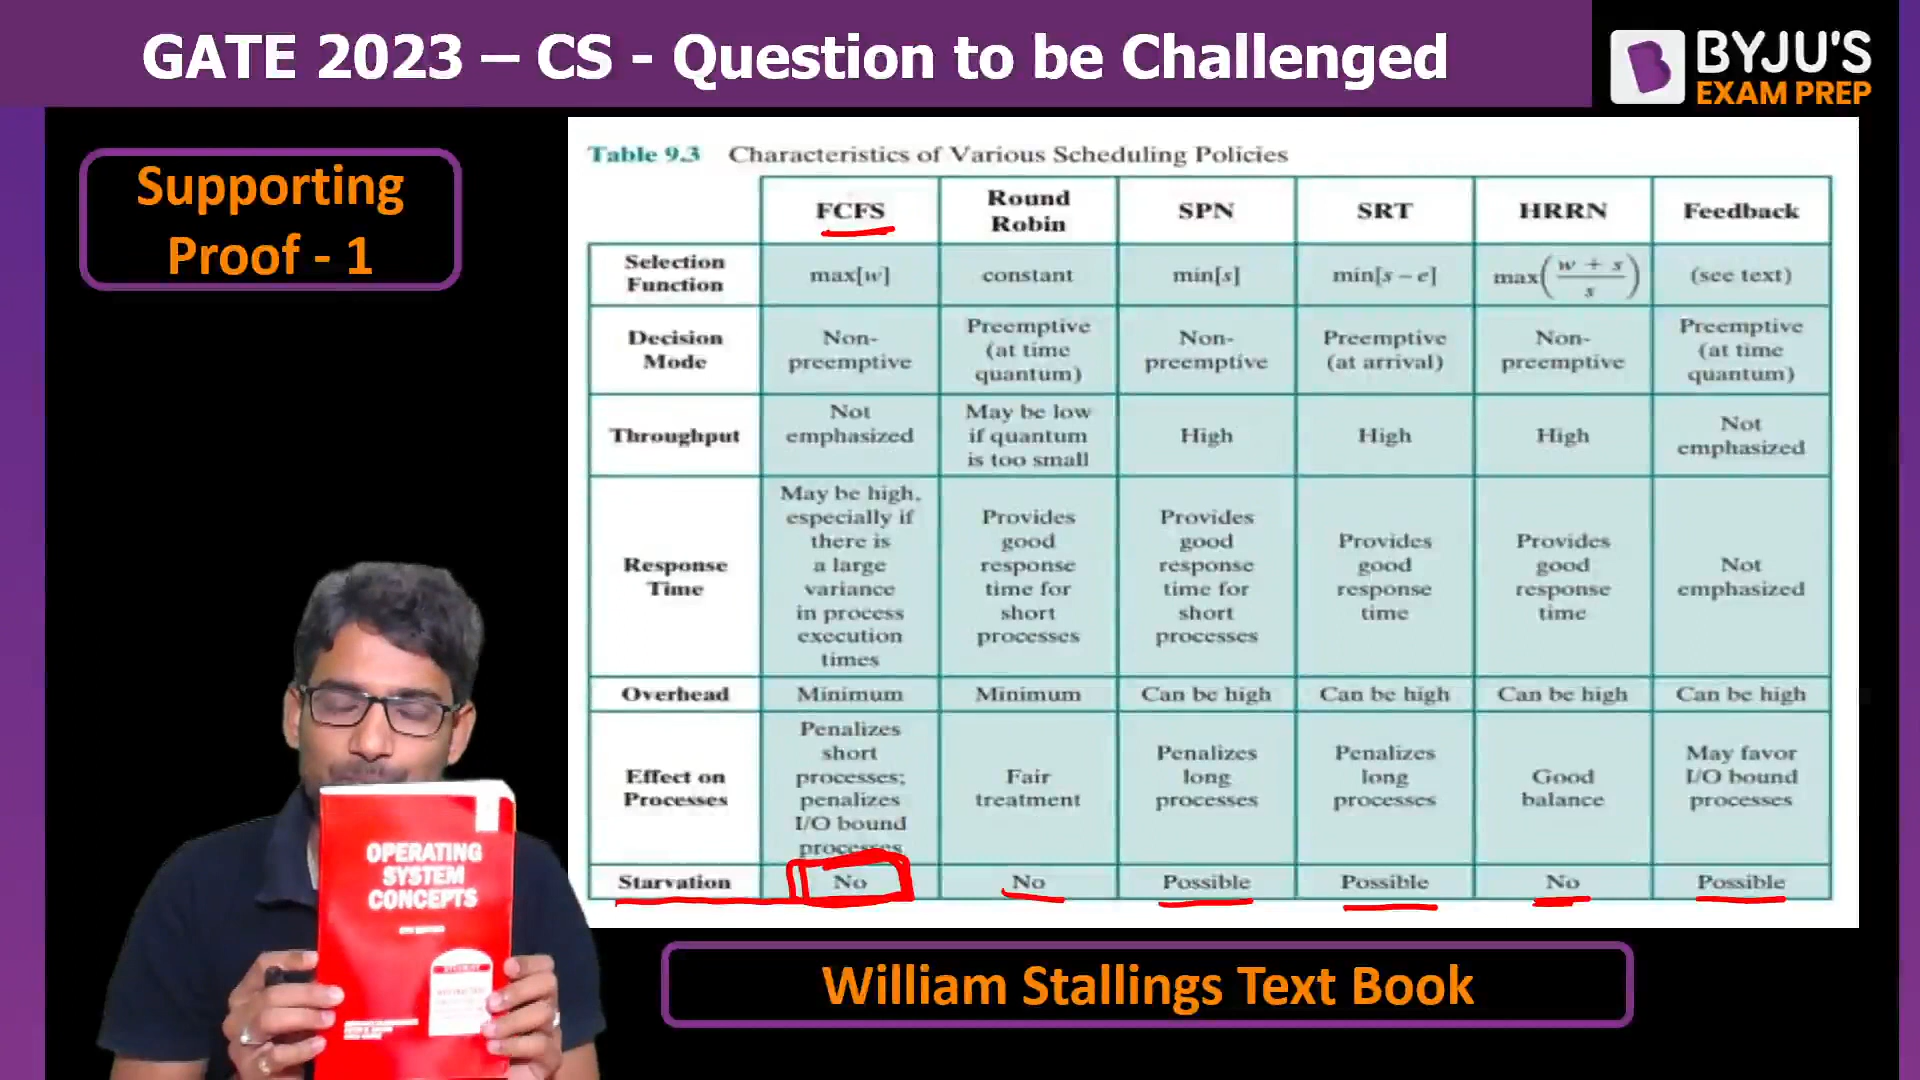 GATE 2023 – CS - Question to be Challenged
BYJU'S
EXAM PREP
Supporting
Proof - 1
Table 9.3 Characteristics of Various Scheduling Policies
FCFS
Round
Robin
SPN
SRT
HRRN
Feedback
Selection
Function
max[w]
constant
min[s]
min[s – e]
max((w + s)/s)
(see text)
Decision
Mode
Non-
preemptive
Preemptive
(at time
quantum)
Non-
preemptive
Preemptive
(at arrival)
Non-
preemptive
Preemptive
(at time
quantum)
Throughput
Not
emphasized
May be low
if quantum
is too small
High
High
High
Not
emphasized
Response
Time
May be high,
especially if
there is
a large
variance
in process
execution
times
Provides
good
response
time for
short
processes
Provides
good
response
time for
short
processes
Provides
good
response
time
Provides
good
response
time
Not
emphasized
Overhead
Minimum
Minimum
Can be high
Can be high
Can be high
Can be high
Effect on
Processes
Penalizes
short
processes;
penalizes
I/O bound
processes
Fair
treatment
Penalizes
long
processes
Penalizes
long
processes
Good
balance
May favor
I/O bound
processes
Starvation
No
No
Possible
Possible
No
Possible
OPERATING
SYSTEM
CONCEPTS
William Stallings Text Book